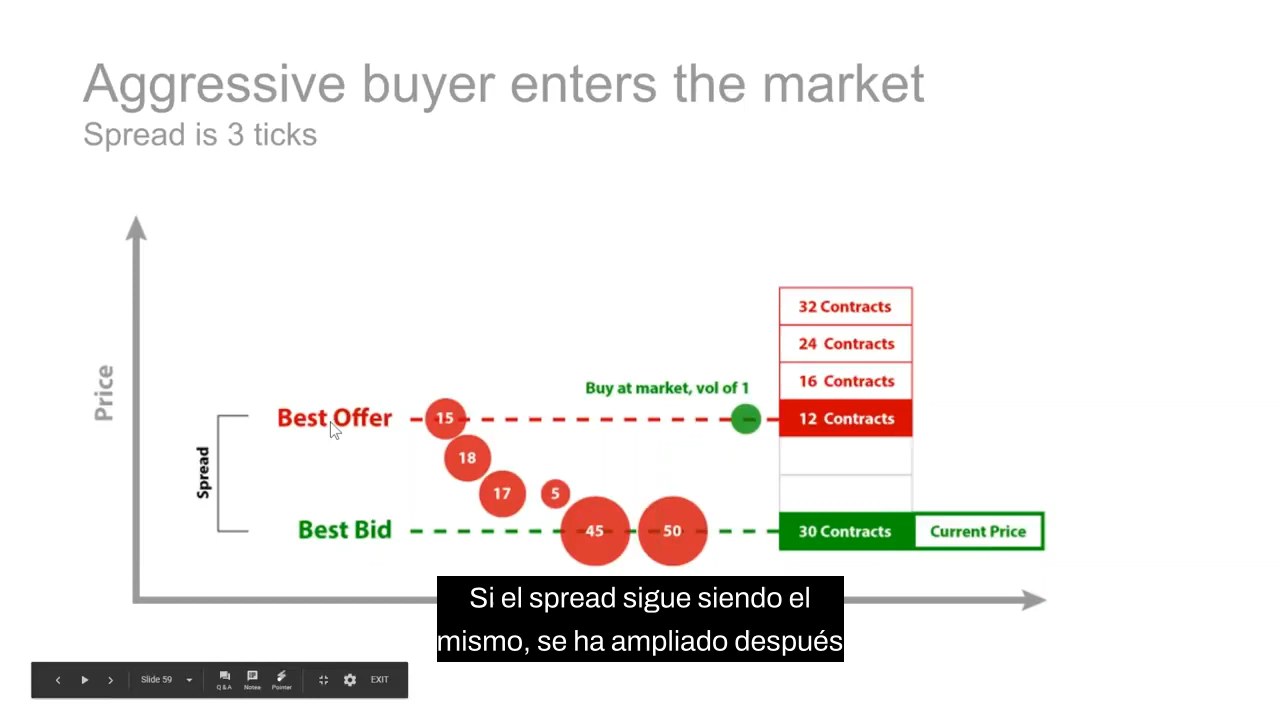 Aggressive buyer enters the market
Spread is 3 ticks
Price
Spread
Best Offer
Best Bid
15
18
17
5
45
50
Buy at market, vol of 1
32 Contracts
24 Contracts
16 Contracts
12 Contracts
30 Contracts
Current Price
Si el spread sigue siendo el
mismo, se ha ampliado después
Slide 59
Q & A
Notes
Pointer
EXIT